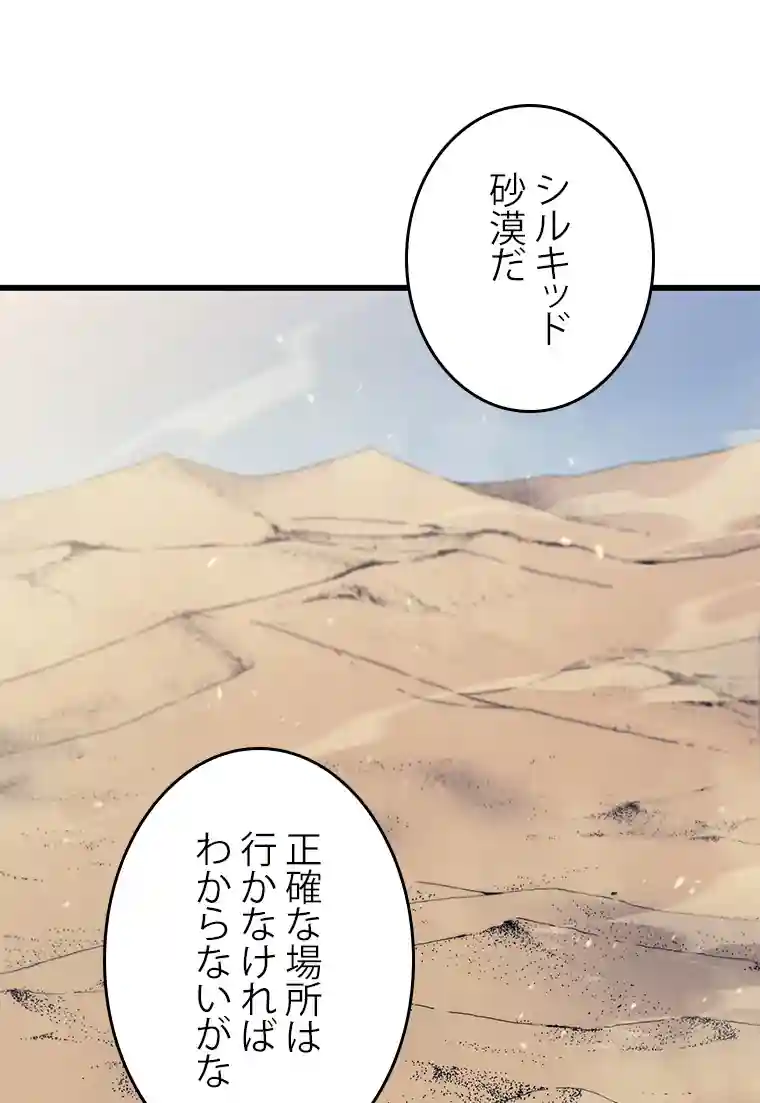 シルキッド
砂漠だ
正確な場所は
行かなければ
わからないがな